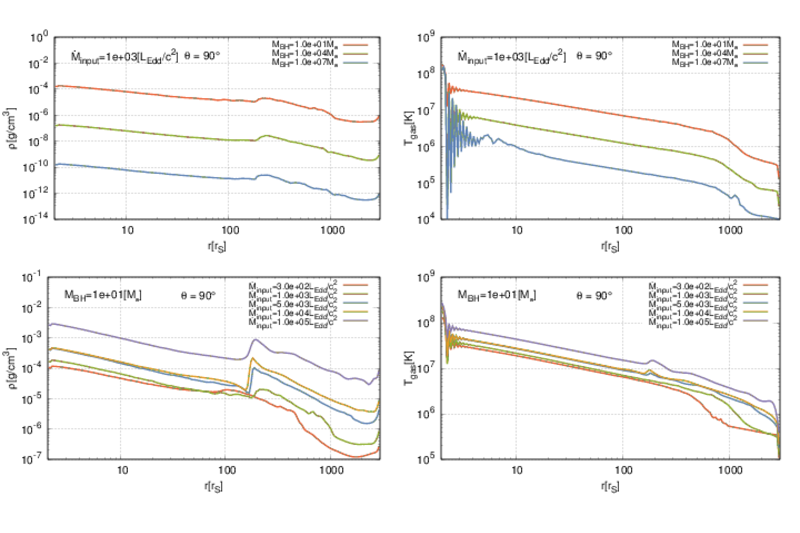 Ṁinput=1e+03[LEdd/c²] θ = 90°
MBH=1.0e+01M*
MBH=1.0e+04M*
MBH=1.0e+07M*
10⁰
10⁻²
10⁻⁴
10⁻⁶
10⁻⁸
10⁻¹⁰
10⁻¹²
10⁻¹⁴
ρ[g/cm³]
10 100 1000
r[rS]
Ṁinput=1e+03[LEdd/c²] θ = 90°
MBH=1.0e+01M*
MBH=1.0e+04M*
MBH=1.0e+07M*
10⁹
10⁸
10⁷
10⁶
10⁵
10⁴
Tgas[K]
10 100 1000
r[rS]
MBH=1e+01[M*] θ = 90°
Ṁinput=3.0e+02LEdd/c²
Ṁinput=1.0e+03LEdd/c²
Ṁinput=5.0e+03LEdd/c²
Ṁinput=1.0e+04LEdd/c²
Ṁinput=1.0e+05LEdd/c²
10⁻¹
10⁻²
10⁻³
10⁻⁴
10⁻⁵
10⁻⁶
10⁻⁷
ρ[g/cm³]
10 100 1000
r[rS]
MBH=1e+01[M*] θ = 90°
Ṁinput=3.0e+02LEdd/c²
Ṁinput=1.0e+03LEdd/c²
Ṁinput=5.0e+03LEdd/c²
Ṁinput=1.0e+04LEdd/c²
Ṁinput=1.0e+05LEdd/c²
10⁹
10⁸
10⁷
10⁶
10⁵
Tgas[K]
10 100 1000
r[rS]